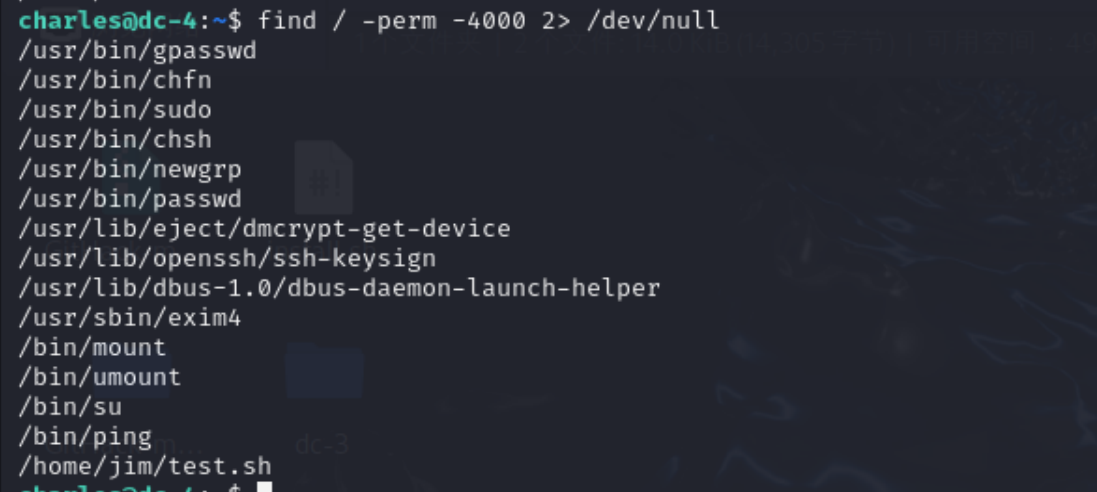 charles@dc-4:~$ find / -perm -4000 2> /dev/null
/usr/bin/gpasswd
/usr/bin/chfn
/usr/bin/sudo
/usr/bin/chsh
/usr/bin/newgrp
/usr/bin/passwd
/usr/lib/eject/dmcrypt-get-device
/usr/lib/openssh/ssh-keysign
/usr/lib/dbus-1.0/dbus-daemon-launch-helper
/usr/sbin/exim4
/bin/mount
/bin/umount
/bin/su
/bin/ping
dc-3
/home/jim/test.sh
charles@dc-4:~$